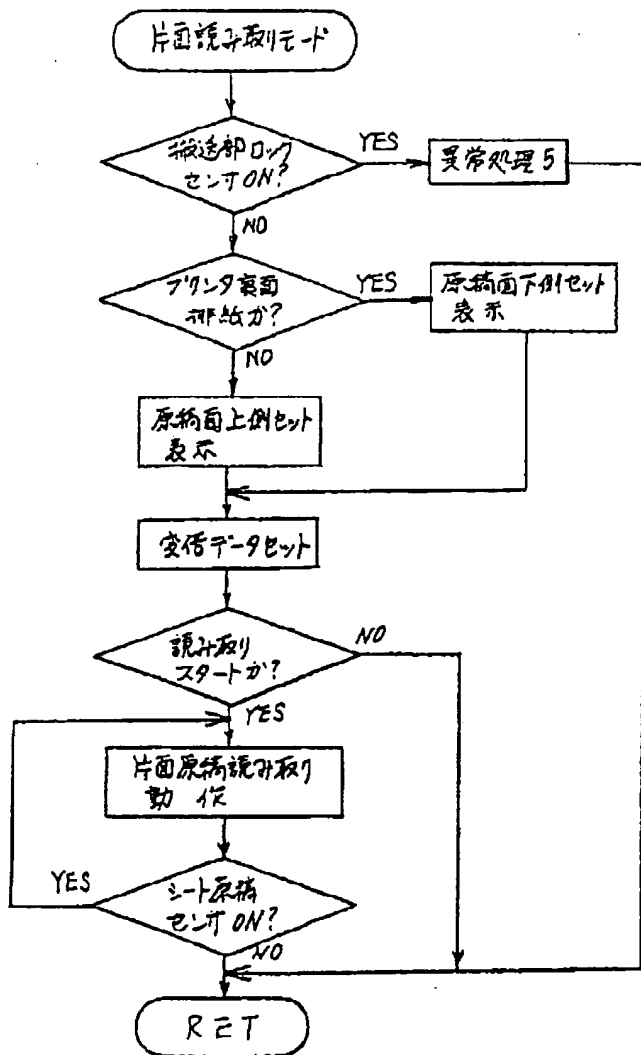 片面読み取りモード
搬送部ロック
センサON?
YES
異常処理5
NO
プリンタ裏面
排紙か?
YES
原稿面下側セット
表示
NO
原稿面上側セット
表示
変倍データセット
読み取り
スタートか?
NO
YES
片面原稿読み取り
動作
シート原稿
センサON?
YES
NO
RET